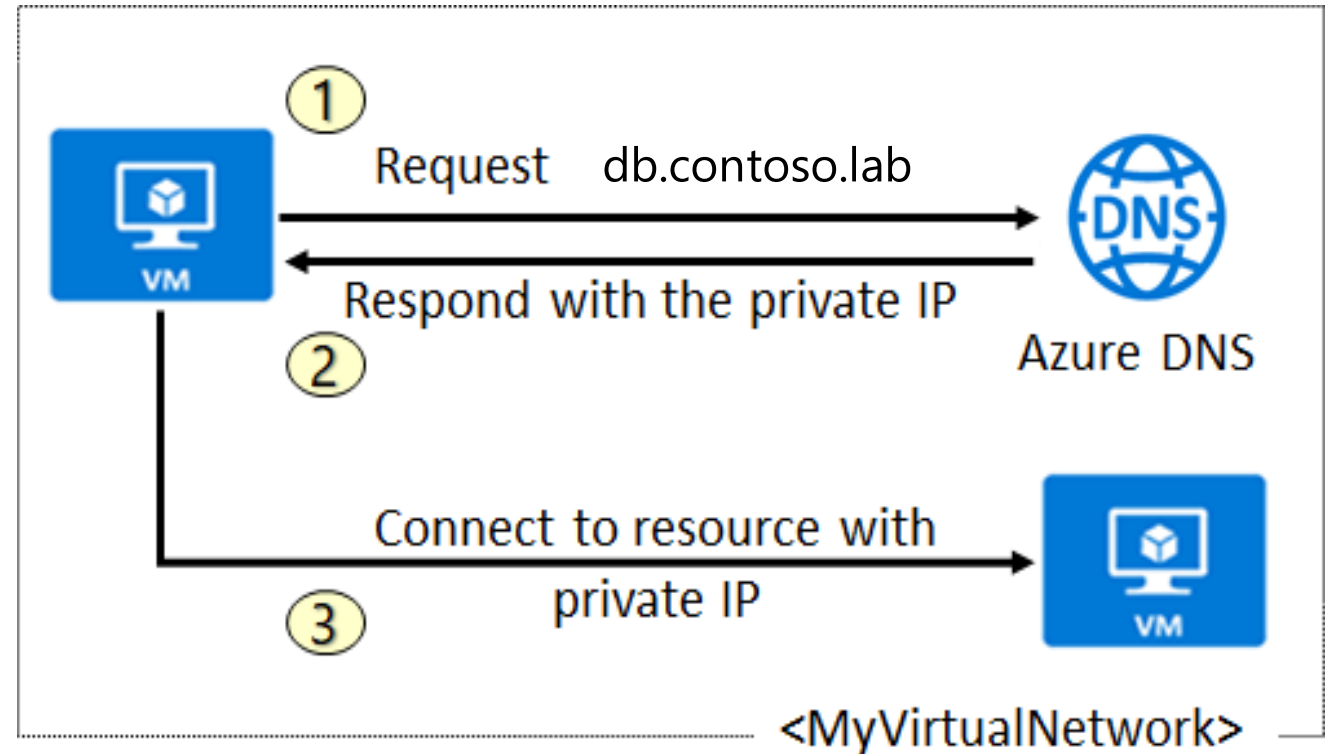 1
Request db.contoso.lab
DNS
VM
Respond with the private IP
2
Azure DNS
Connect to resource with
private IP
3
VM
<MyVirtualNetwork>